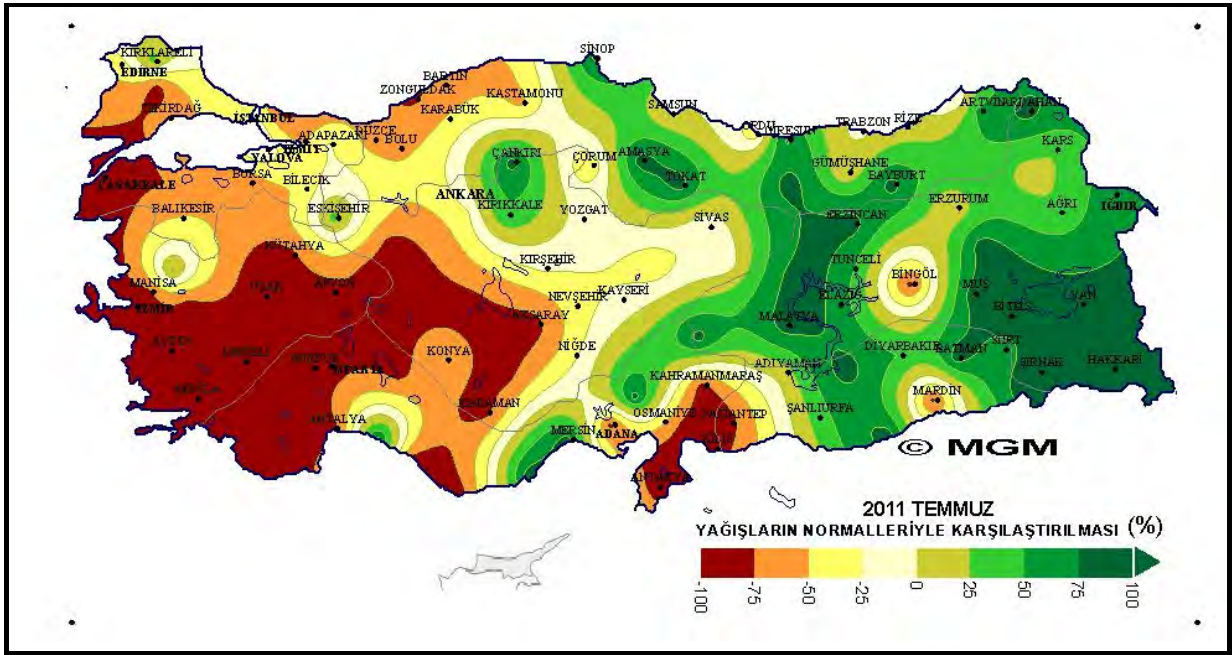 SİNOP
KIRKLARELİ
EDİRNE
BARTIN
ZONGULDAK
KASTAMONU
KARABÜK
SAMSUN
ARTVİN
ARDAHAN
TEKİRDAĞ
İSTANBUL
ORDU
GİRESUN
TRABZON
RİZE
ADAPAZARI
DÜZCE
BOLU
İZMİT
KARS
YALOVA
ÇANKIRI
ÇORUM
AMASYA
GÜMÜŞHANE
BAYBURT
ÇANAKKALE
BURSA
BİLECİK
ANKARA
TOKAT
BALIKESİR
ESKİŞEHİR
KIRIKKALE
YOZGAT
SİVAS
ERZİNCAN
ERZURUM
AĞRI
IĞDIR
KÜTAHYA
KIRŞEHİR
TUNCELİ
BİNGÖL
MANİSA
UŞAK
AFYON
NEVŞEHİR
KAYSERİ
ELAZIĞ
MUŞ
VAN
İZMİR
AKSARAY
MALATYA
BİTLİS
AYDIN
DENİZLİ
BURDUR
ISPARTA
KONYA
NİĞDE
DİYARBAKIR
BATMAN
SİİRT
KAHRAMANMARAŞ
ADIYAMAN
ŞIRNAK
HAKKARİ
MUĞLA
KARAMAN
MARDİN
ANTALYA
MERSİN
ADANA
OSMANİYE
GAZİANTEP
ŞANLIURFA
KİLİS
ANTAKYA
© MGM
2011 TEMMUZ
YAĞIŞLARIN NORMALLERİYLE KARŞILAŞTIRILMASI (%)
-100 -75 -50 -25 0 25 50 75 100